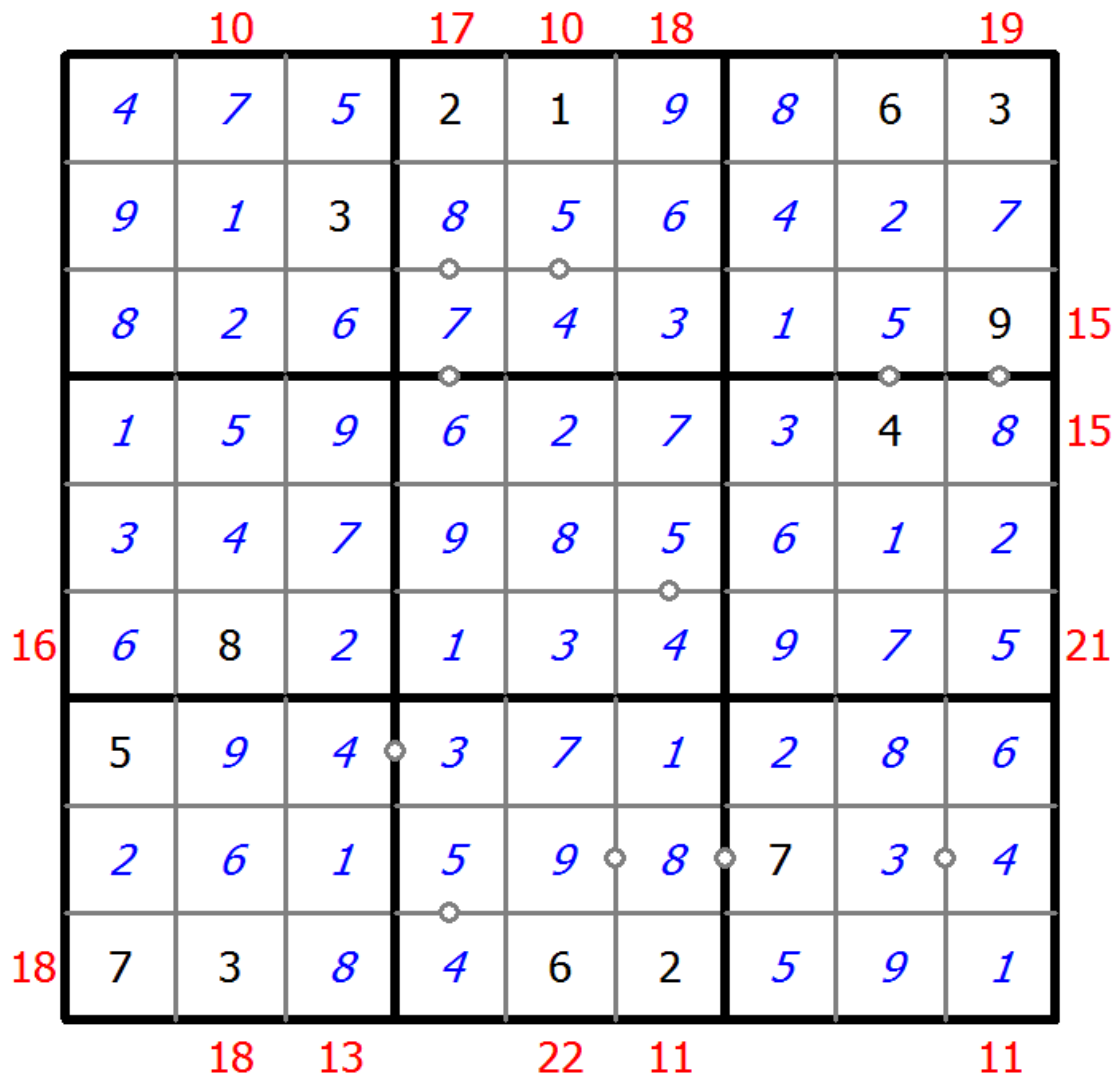 10 17 10 18 19
4 7 5 2 1 9 8 6 3
9 1 3 8 5 6 4 2 7
8 2 6 7 4 3 1 5 9 15
1 5 9 6 2 7 3 4 8 15
3 4 7 9 8 5 6 1 2
16 6 8 2 1 3 4 9 7 5 21
5 9 4 3 7 1 2 8 6
2 6 1 5 9 8 7 3 4
18 7 3 8 4 6 2 5 9 1
18 13 22 11 11